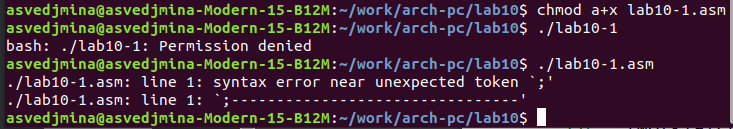 asvedjmina@asvedjmina-Modern-15-B12M:~/work/arch-pc/lab10$ chmod a+x lab10-1.asm
asvedjmina@asvedjmina-Modern-15-B12M:~/work/arch-pc/lab10$ ./lab10-1
bash: ./lab10-1: Permission denied
asvedjmina@asvedjmina-Modern-15-B12M:~/work/arch-pc/lab10$ ./lab10-1.asm
./lab10-1.asm: line 1: syntax error near unexpected token `;'
./lab10-1.asm: line 1: `;--------------------------------'
asvedjmina@asvedjmina-Modern-15-B12M:~/work/arch-pc/lab10$